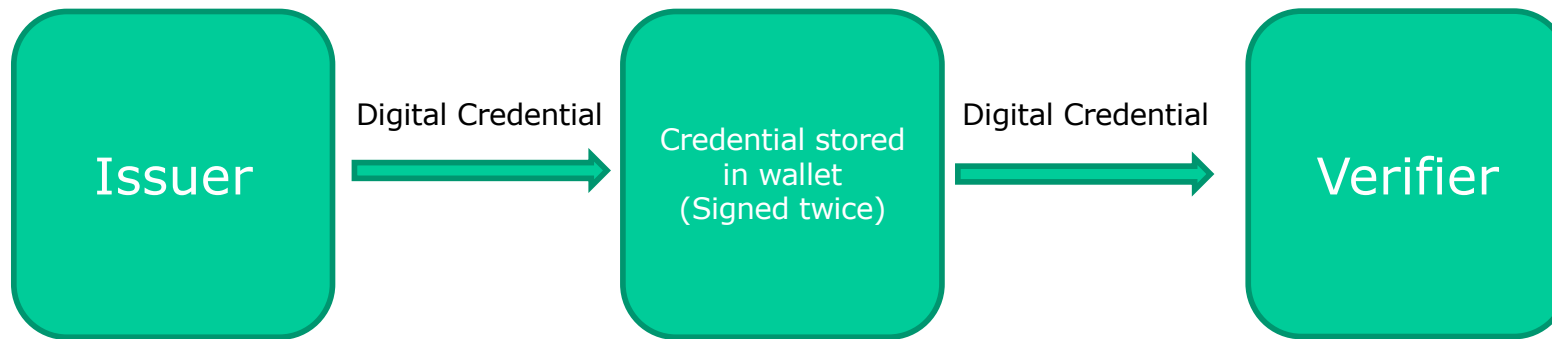 Issuer
Digital Credential
Credential stored
in wallet
(Signed twice)
Digital Credential
Verifier